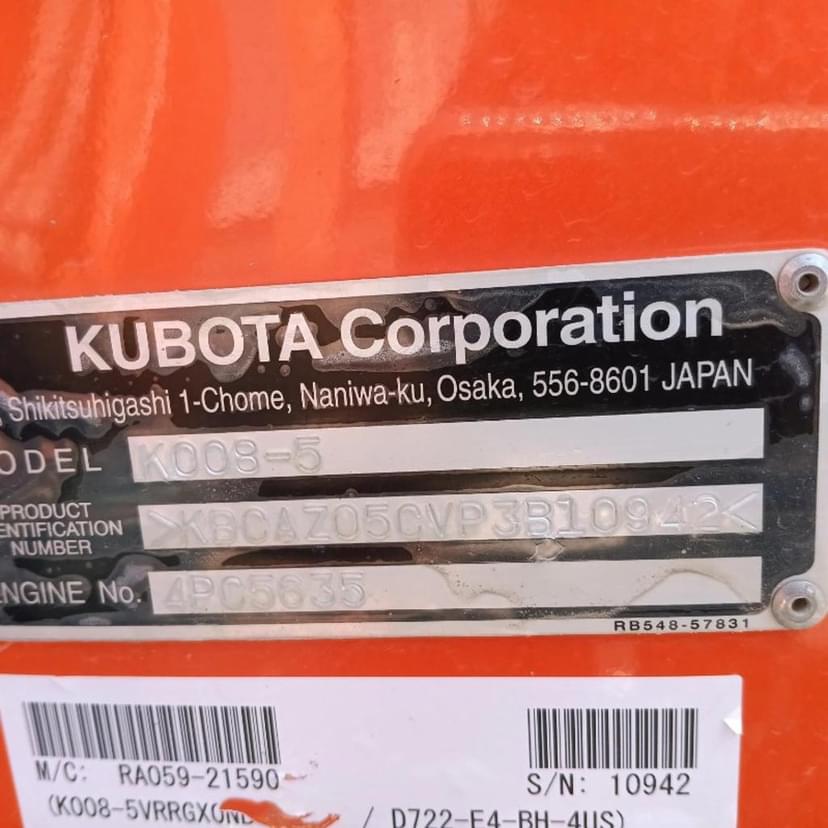 KUBOTA Corporation
Shikitsuhigashi 1-Chome, Naniwa-ku, Osaka, 556-8601 JAPAN
ODEL K008-5
PRODUCT
ENTIFICATION
NUMBER
>KBCAZ05CVP3B10942<
NGINE No. 4PC5635
RB548-57831
M/C: RA059-21590
S/N: 10942
(K008-5VRRGX0N
/ D722-E4-BH-4US)